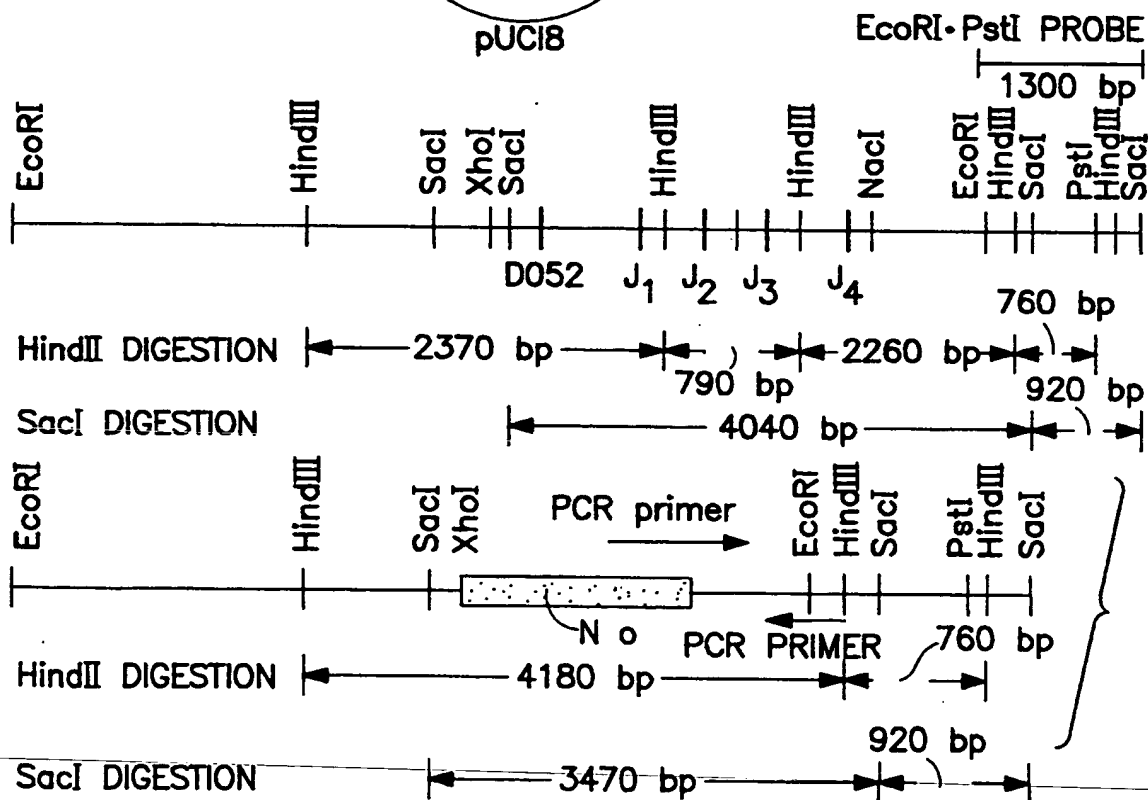 pUC18
EcoRI·PstI PROBE
1300 bp
EcoRI
HindIII
SacI
XhoI
SacI
HindIII
HindIII
NacI
EcoRI
HindIII
SacI
PstI
HindIII
SacI
D052
J1
J2
J3
J4
760 bp
HindII DIGESTION
2370 bp
2260 bp
790 bp
920 bp
SacI DIGESTION
4040 bp
EcoRI
HindIII
SacI
XhoI
PCR primer
EcoRI
HindIII
SacI
PstI
HindIII
SacI
N o
PCR PRIMER
760 bp
HindII DIGESTION
4180 bp
920 bp
SacI DIGESTION
3470 bp